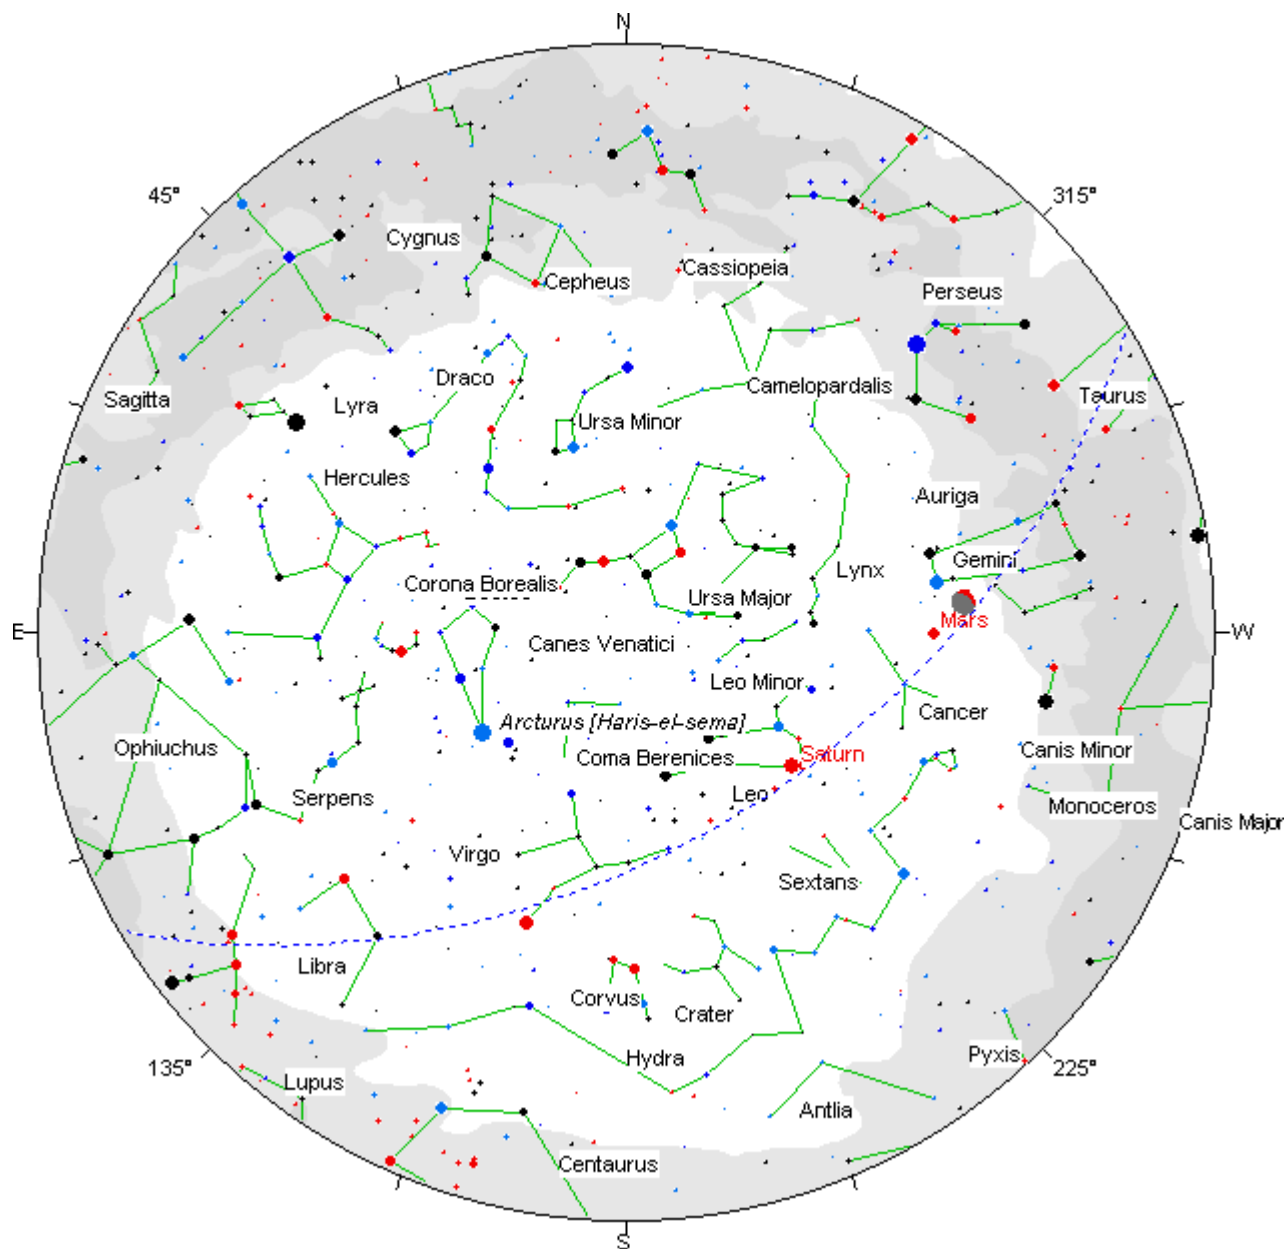 N
45°
315°
Cygnus
Cassiopeia
Cepheus
Perseus
Draco
Camelopardalis
Taurus
Sagitta
Lyra
Ursa Minor
Hercules
Auriga
Gemini
Lynx
Corona Borealis
Ursa Major
Mars
E
W
Canes Venatici
Leo Minor
Cancer
Arcturus [Haris-el-sema]
Ophiuchus
Canis Minor
Coma Berenices
Saturn
Serpens
Leo
Monoceros
Canis Major
Virgo
Sextans
Libra
Corvus
Crater
Hydra
Pyxis
135°
225°
Lupus
Antlia
Centaurus
S